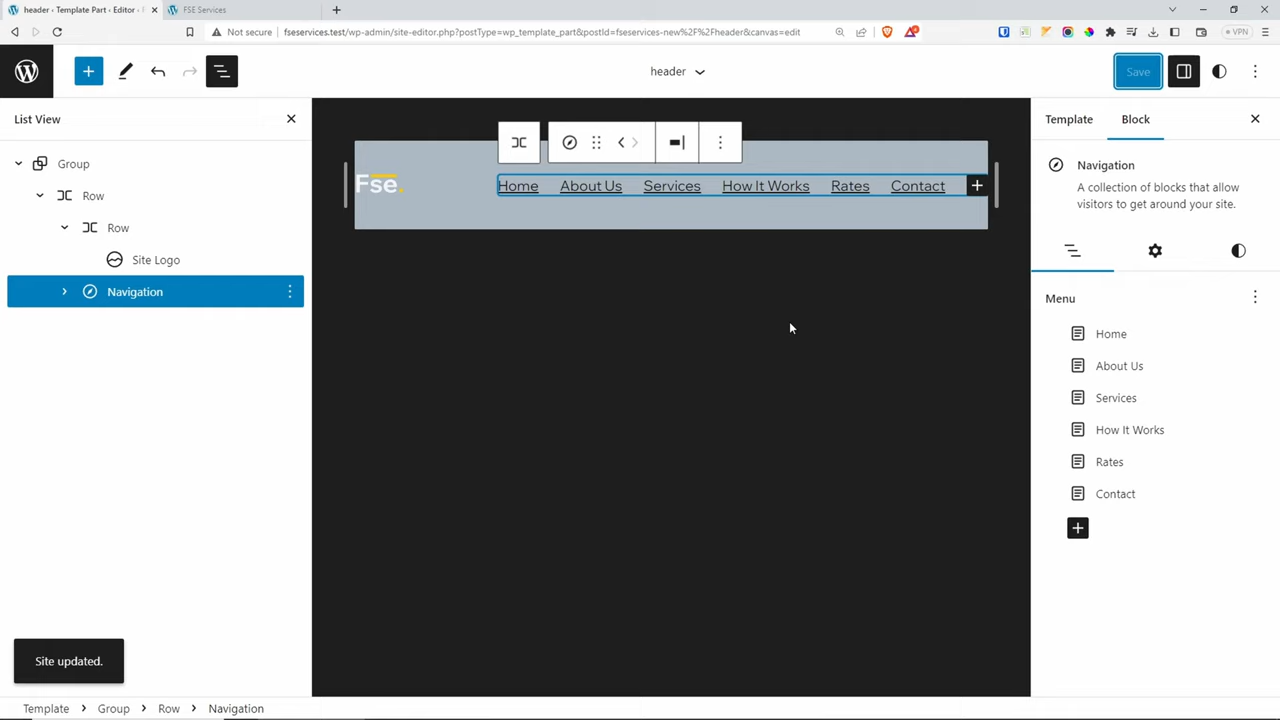 header ‹ Template Part ‹ Editor ‹ F
FSE Services
Not secure
fseservices.test/wp-admin/site-editor.php?postType=wp_template_part&postId=fseservices-new%2F%2Fheader&canvas=edit
VPN
header
Save
List View
Template
Block
Group
Row
Row
Site Logo
Navigation
Fse.
Home
About Us
Services
How It Works
Rates
Contact
Navigation
A collection of blocks that allow
visitors to get around your site.
Menu
Home
About Us
Services
How It Works
Rates
Contact
Site updated.
Template
Group
Row
Navigation